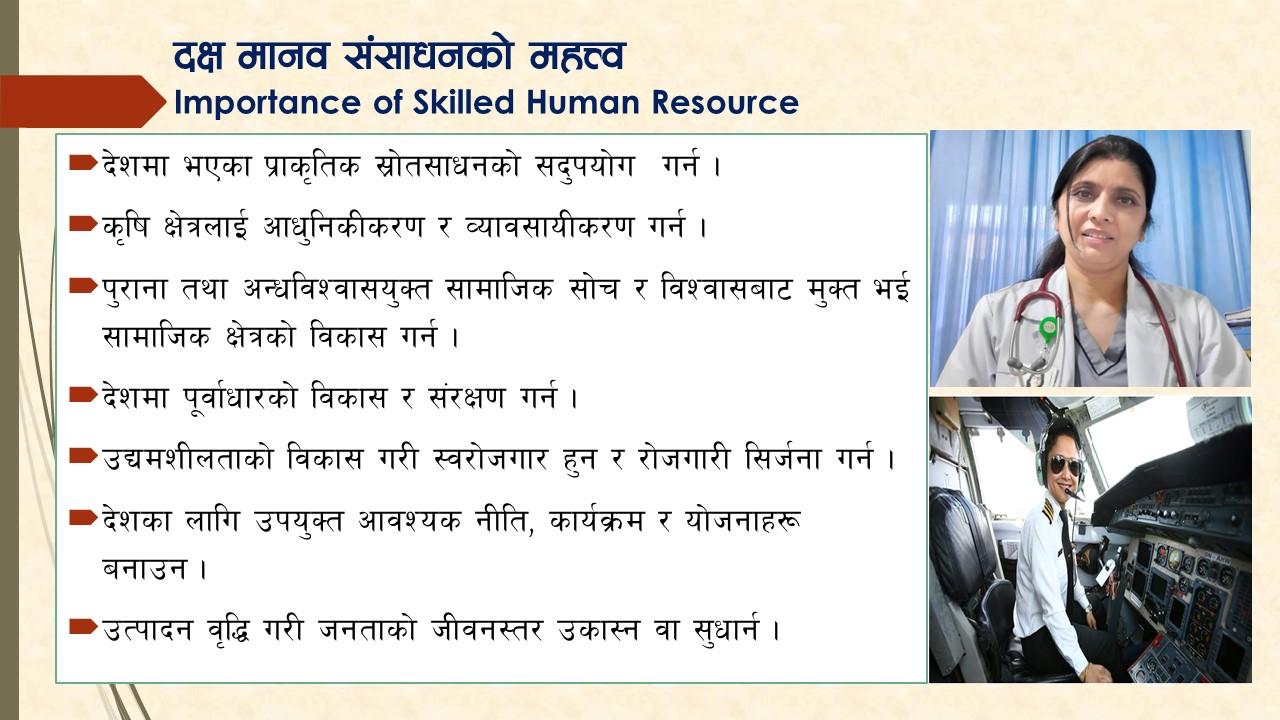 दक्ष मानव संसाधनको महत्त्व
Importance of Skilled Human Resource
देशमा भएका प्राकृतिक स्रोतसाधनको सदुपयोग गर्न ।
कृषि क्षेत्रलाई आधुनिकीकरण र व्यावसायीकरण गर्न ।
पुराना तथा अन्धविश्वासयुक्त सामाजिक सोच र विश्वासबाट मुक्त भई
सामाजिक क्षेत्रको विकास गर्न ।
देशमा पूर्वाधारको विकास र संरक्षण गर्न ।
उद्यमशीलताको विकास गरी स्वरोजगार हुन र रोजगारी सिर्जना गर्न ।
देशका लागि उपयुक्त आवश्यक नीति, कार्यक्रम र योजनाहरू
बनाउन ।
उत्पादन वृद्धि गरी जनताको जीवनस्तर उकास्न वा सुधार्न ।